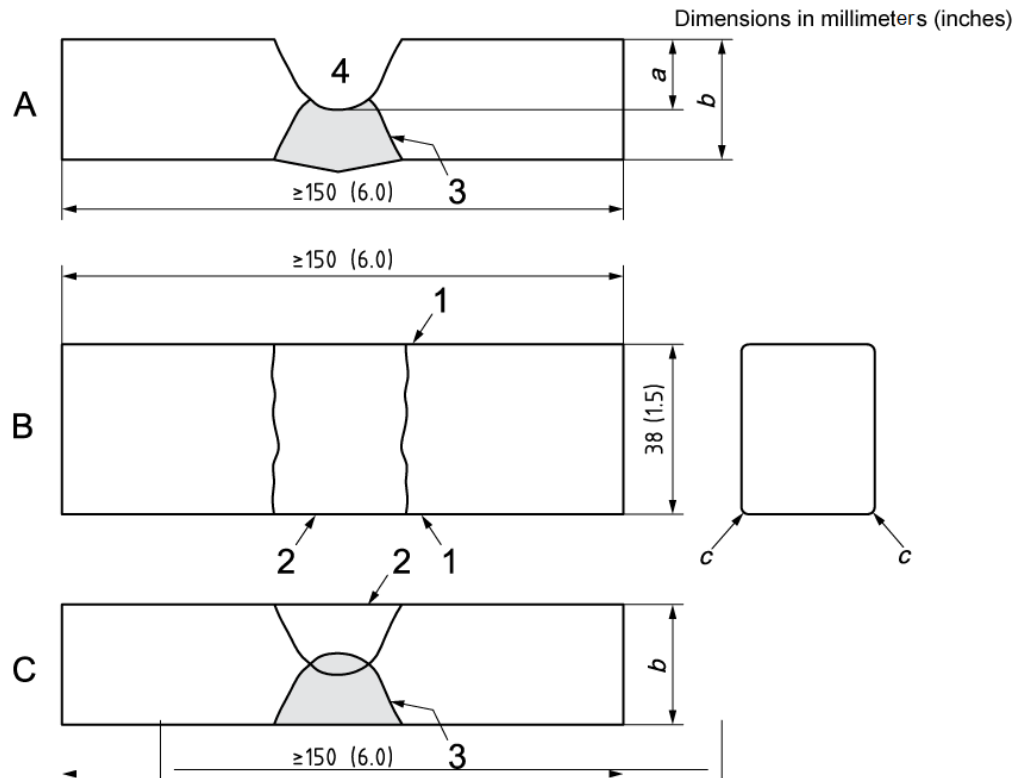 Dimensions in millimeters (inches)
A
4
a
b
3
≥150 (6.0)
≥150 (6.0)
1
B
38 (1.5)
2
1
c
c
2
C
b
3
≥150 (6.0)